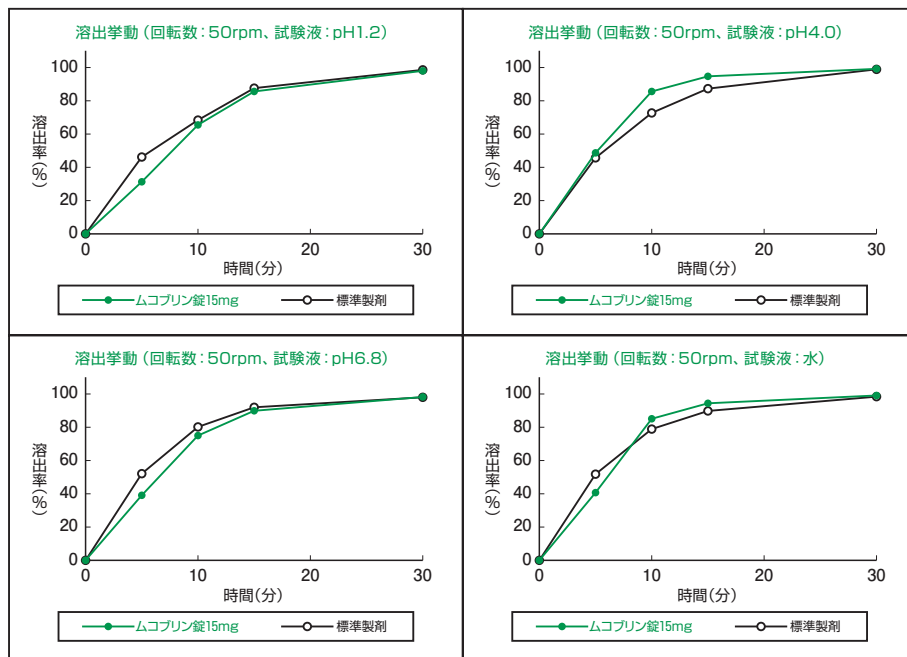 溶出挙動（回転数：50rpm、試験液：pH1.2）
溶出率（%）
100
80
60
40
20
0
0 10 20 30
時間（分）
ムコブリン錠15mg 標準製剤
溶出挙動（回転数：50rpm、試験液：pH4.0）
溶出率（%）
100
80
60
40
20
0
0 10 20 30
時間（分）
ムコブリン錠15mg 標準製剤
溶出挙動（回転数：50rpm、試験液：pH6.8）
溶出率（%）
100
80
60
40
20
0
0 10 20 30
時間（分）
ムコブリン錠15mg 標準製剤
溶出挙動（回転数：50rpm、試験液：水）
溶出率（%）
100
80
60
40
20
0
0 10 20 30
時間（分）
ムコブリン錠15mg 標準製剤